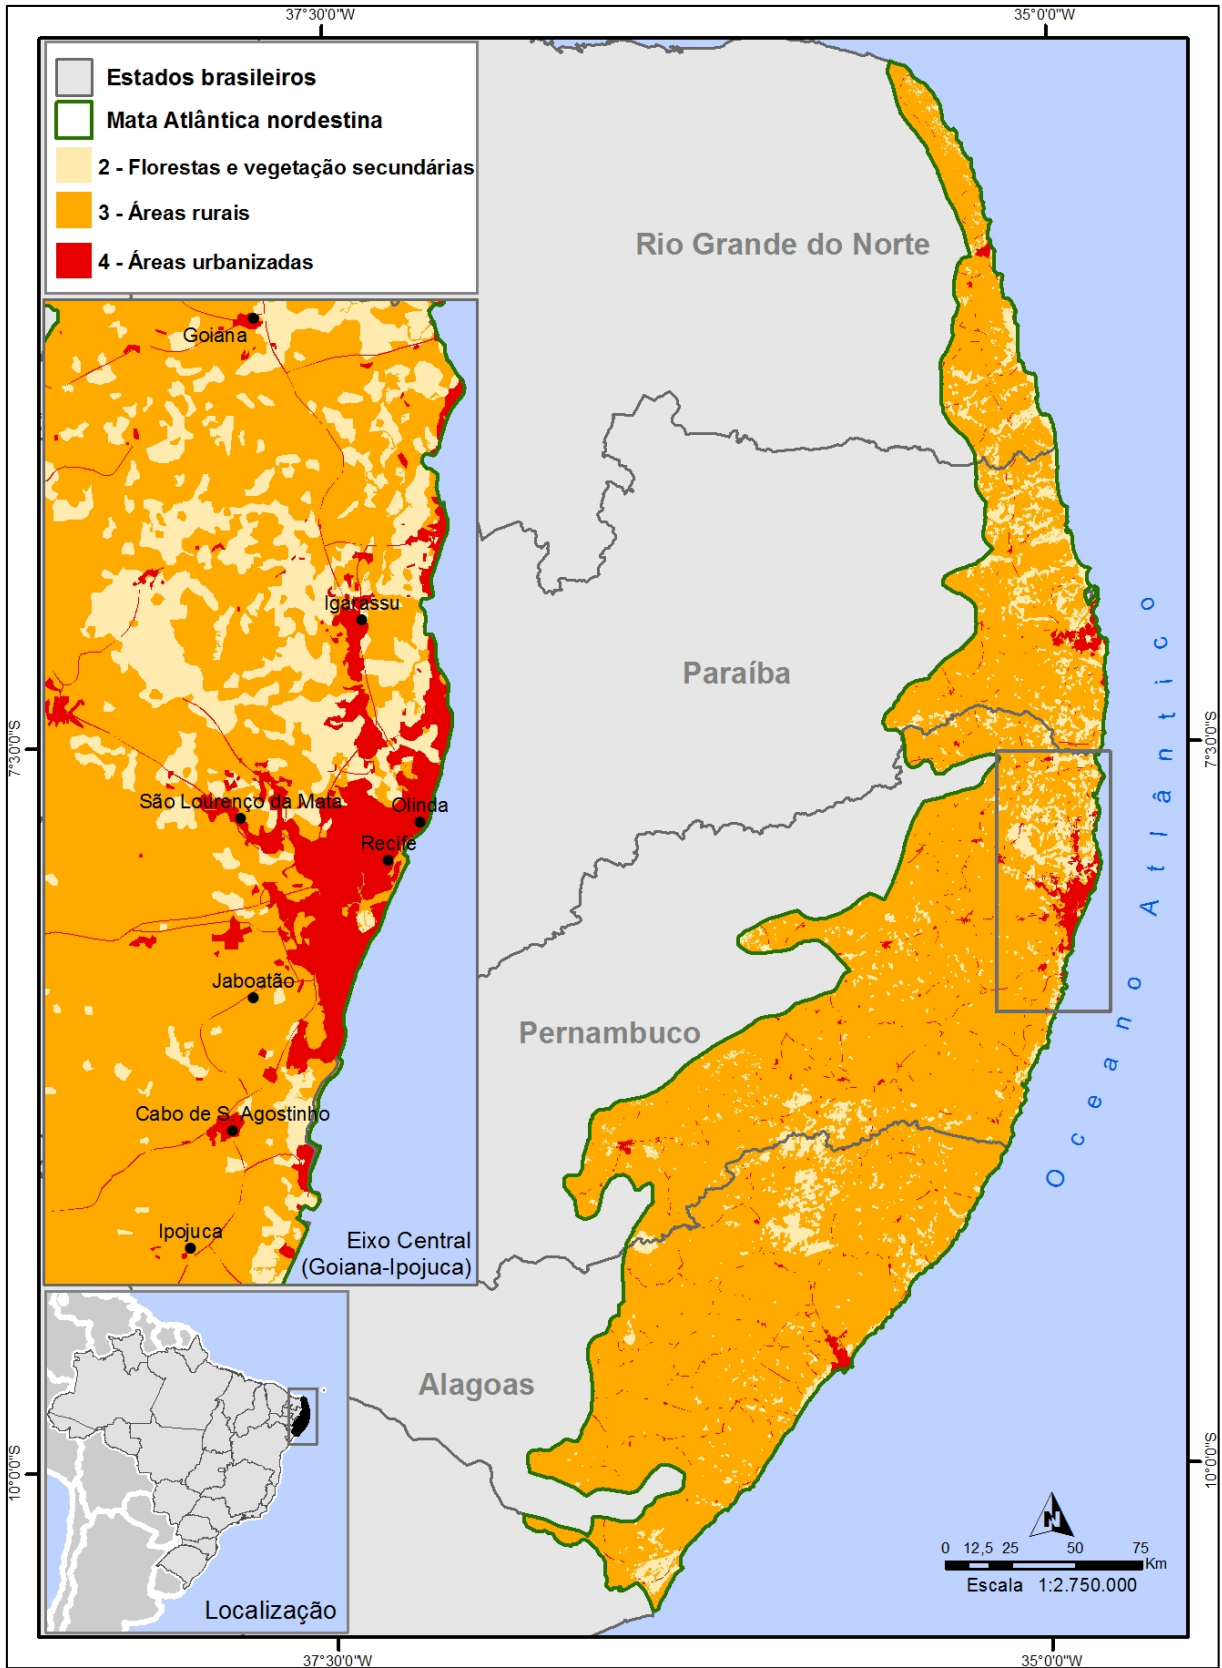 37°30'0"W
35°0'0"W
Estados brasileiros
Mata Atlântica nordestina
2 - Florestas e vegetação secundárias
3 - Áreas rurais
4 - Áreas urbanizadas
Rio Grande do Norte
Goiana
Igarassu
Paraíba
Oceano Atlântico
7°30'0"S
7°30'0"S
São Lourenço da Mata
Olinda
Recife
Jaboatão
Pernambuco
Cabo de S. Agostinho
Ipojuca
Eixo Central
(Goiana-Ipojuca)
Alagoas
10°0'0"S
10°0'0"S
N
0 12,5 25 50 75
Km
Escala 1:2.750.000
Localização
37°30'0"W
35°0'0"W